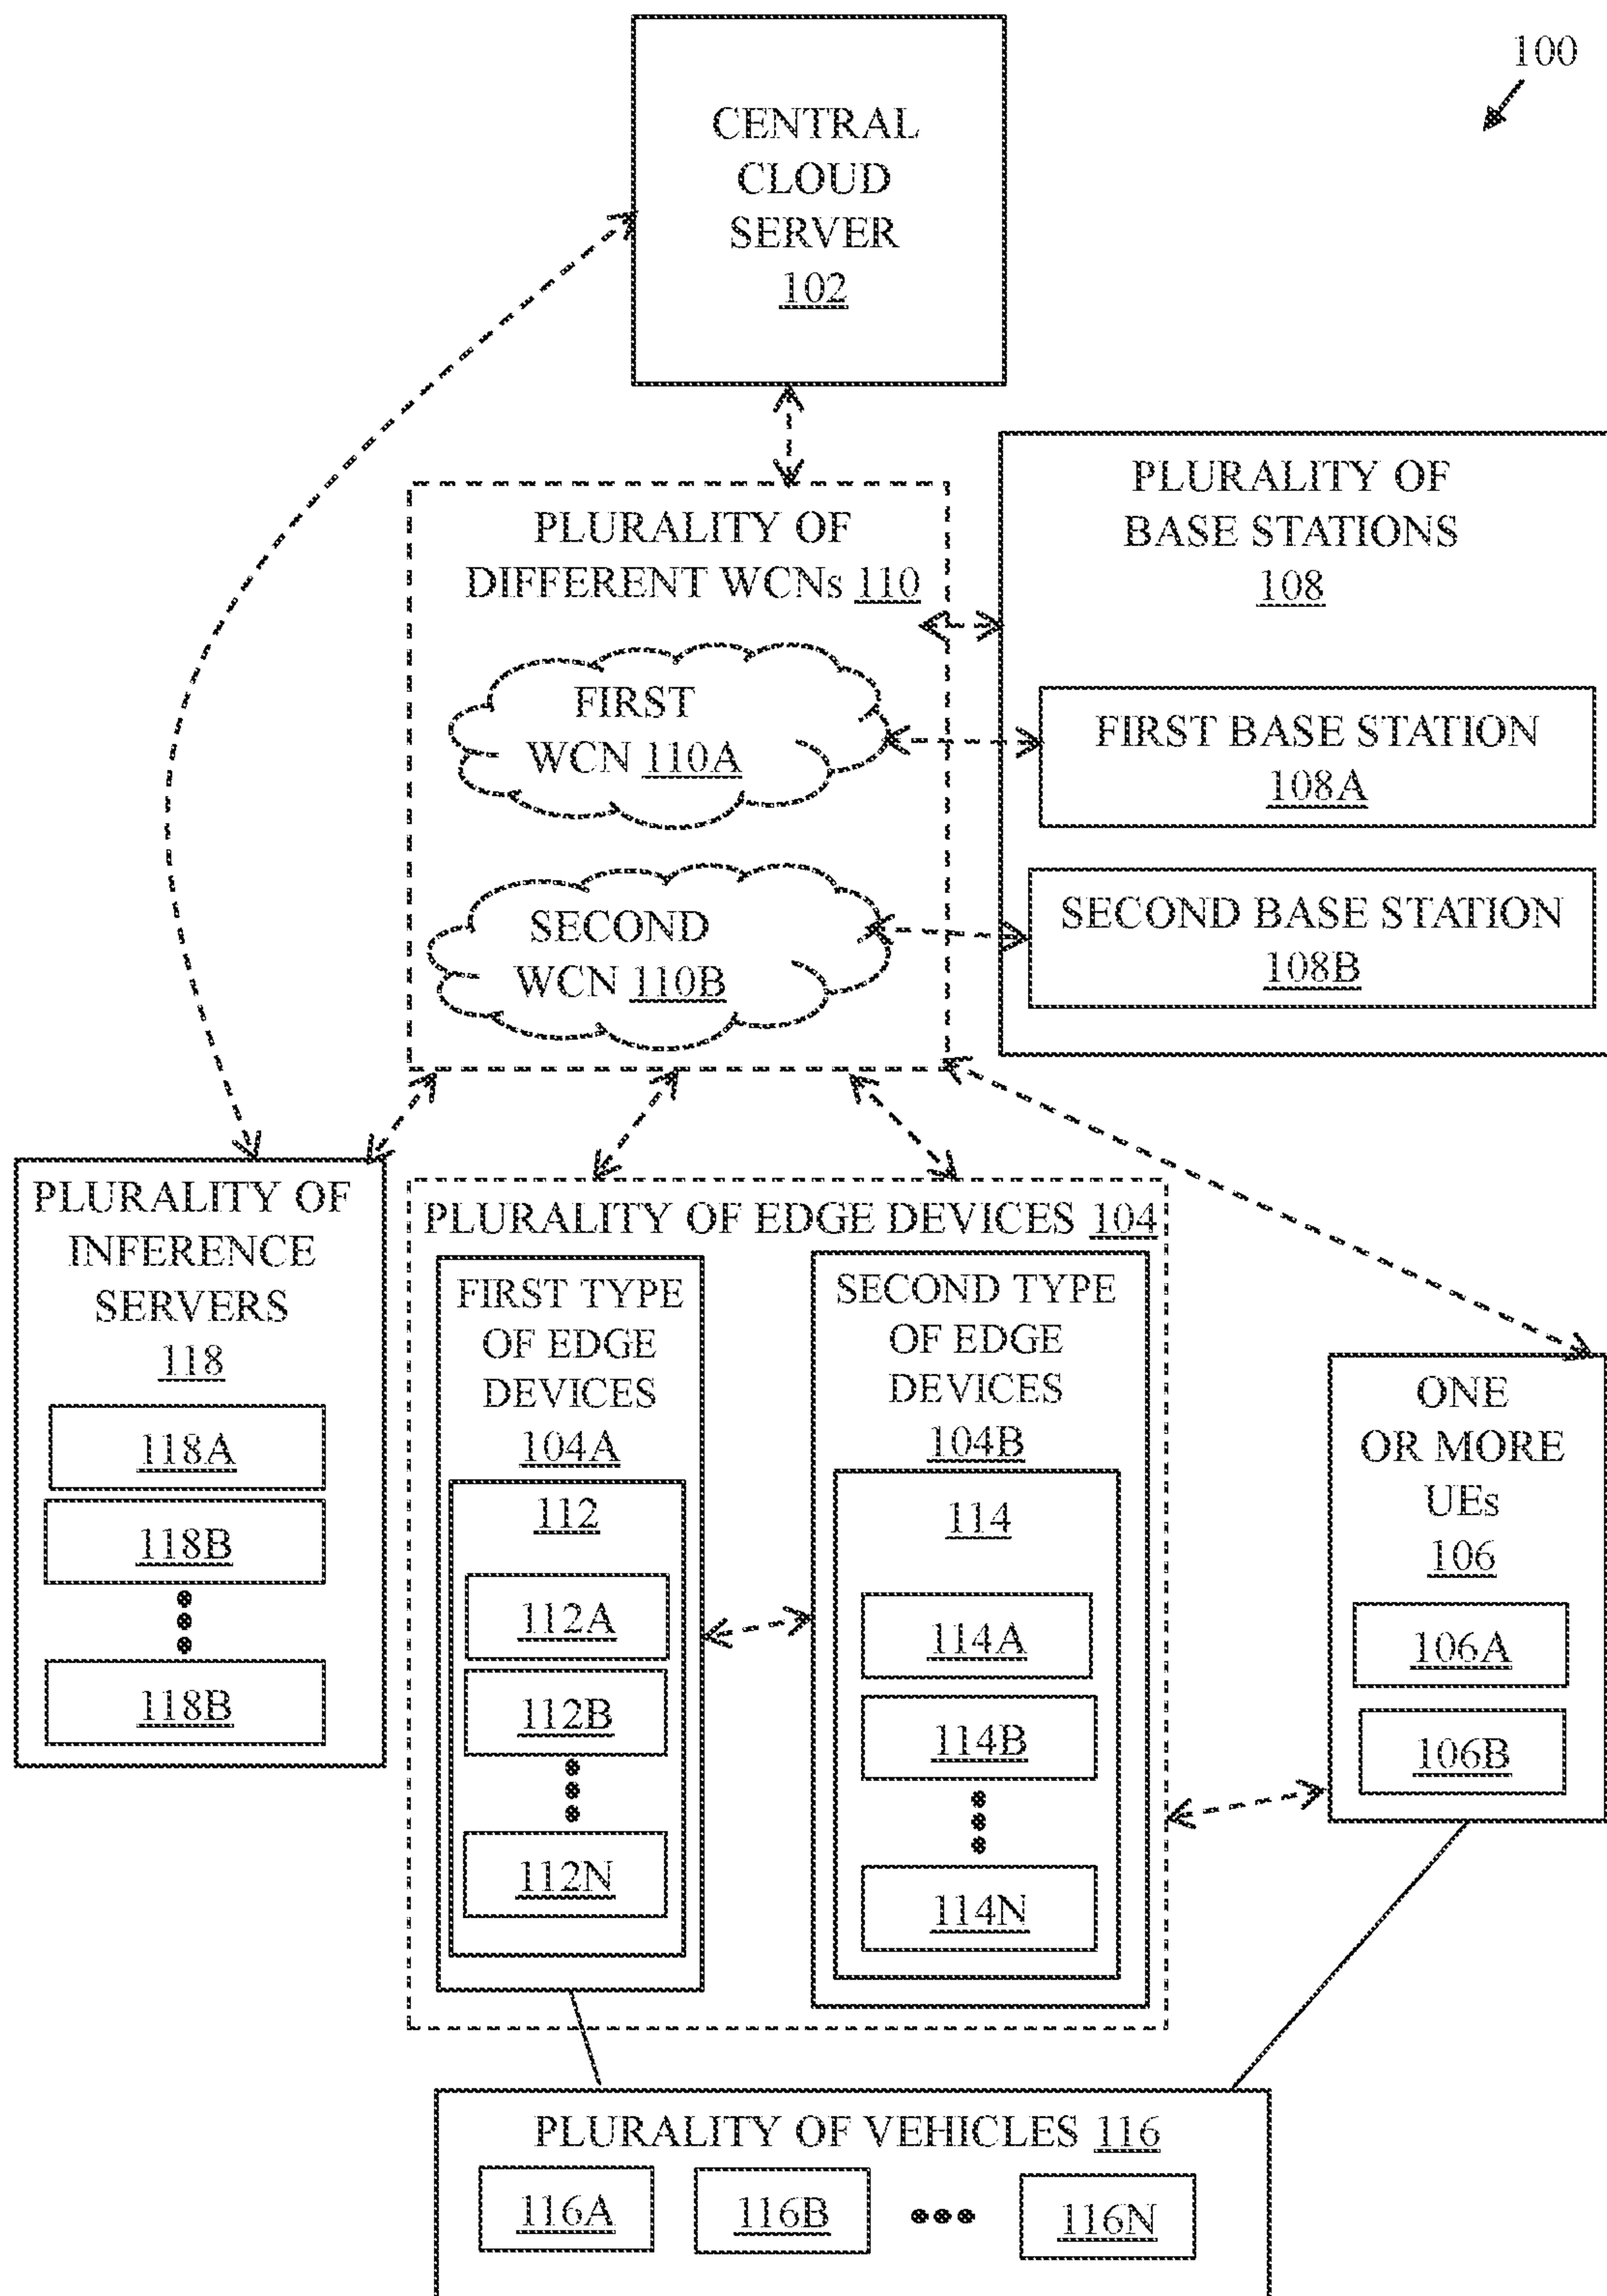 100
CENTRAL
CLOUD
SERVER
102
PLURALITY OF
DIFFERENT WCNs 110
FIRST
WCN 110A
SECOND
WCN 110B
PLURALITY OF
BASE STATIONS
108
FIRST BASE STATION
108A
SECOND BASE STATION
108B
PLURALITY OF
INFERENCE
SERVERS
118
118A
118B
118B
PLURALITY OF EDGE DEVICES 104
FIRST TYPE
OF EDGE
DEVICES
104A
112
112A
112B
112N
SECOND TYPE
OF EDGE
DEVICES
104B
114
114A
114B
114N
ONE
OR MORE
UEs
106
106A
106B
PLURALITY OF VEHICLES 116
116A
116B
116N